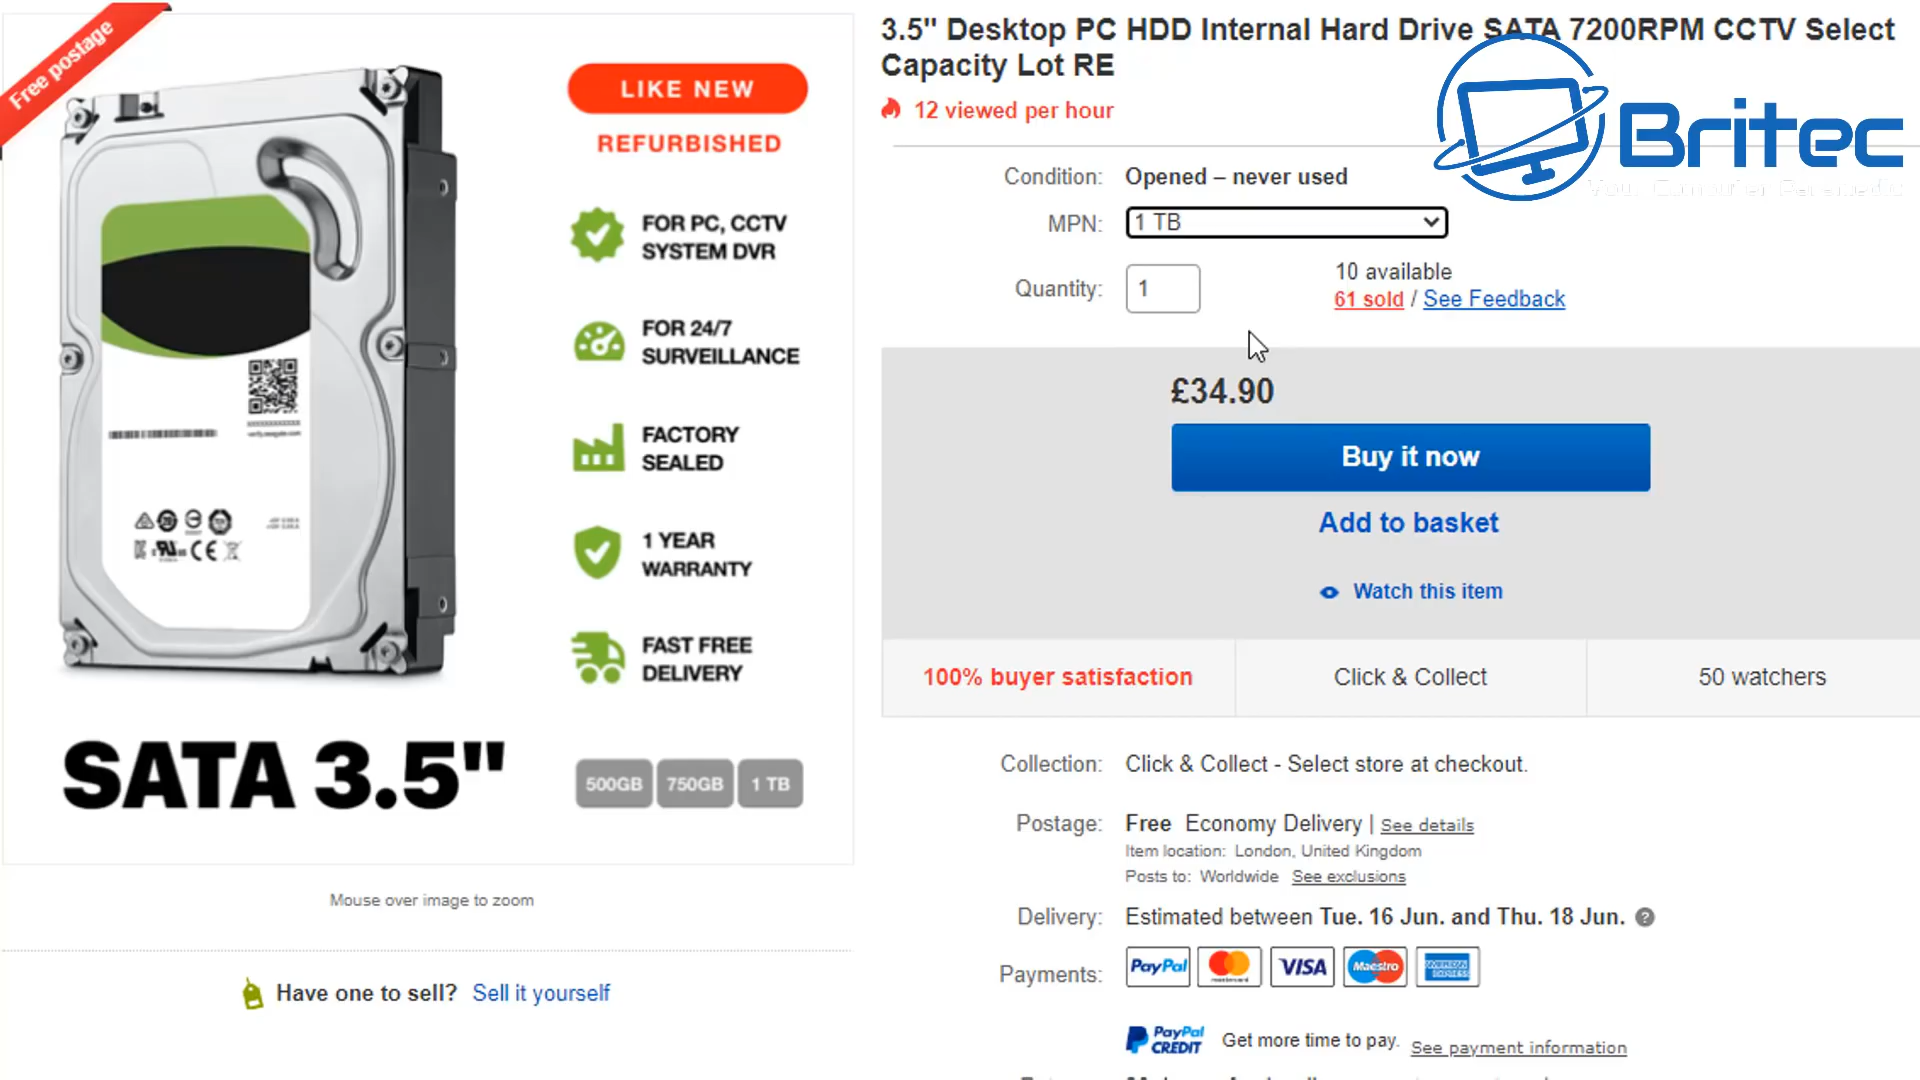 Free postage
LIKE NEW
REFURBISHED
FOR PC, CCTV
SYSTEM DVR
FOR 24/7
SURVEILLANCE
FACTORY
SEALED
1 YEAR
WARRANTY
FAST FREE
DELIVERY
SATA 3.5"
500GB 750GB 1 TB
Mouse over image to zoom
Have one to sell? Sell it yourself
3.5" Desktop PC HDD Internal Hard Drive SATA 7200RPM CCTV Select
Capacity Lot RE
12 viewed per hour
Britec
Condition: Opened – never used
MPN: 1 TB
Quantity: 1
10 available
61 sold / See Feedback
£34.90
Buy it now
Add to basket
Watch this item
100% buyer satisfaction
Click & Collect
50 watchers
Collection: Click & Collect - Select store at checkout.
Postage: Free Economy Delivery | See details
Item location: London, United Kingdom
Posts to: Worldwide See exclusions
Delivery: Estimated between Tue. 16 Jun. and Thu. 18 Jun. ?
Payments: PayPal mastercard VISA Maestro AMERICAN EXPRESS
PayPal CREDIT Get more time to pay. See payment information